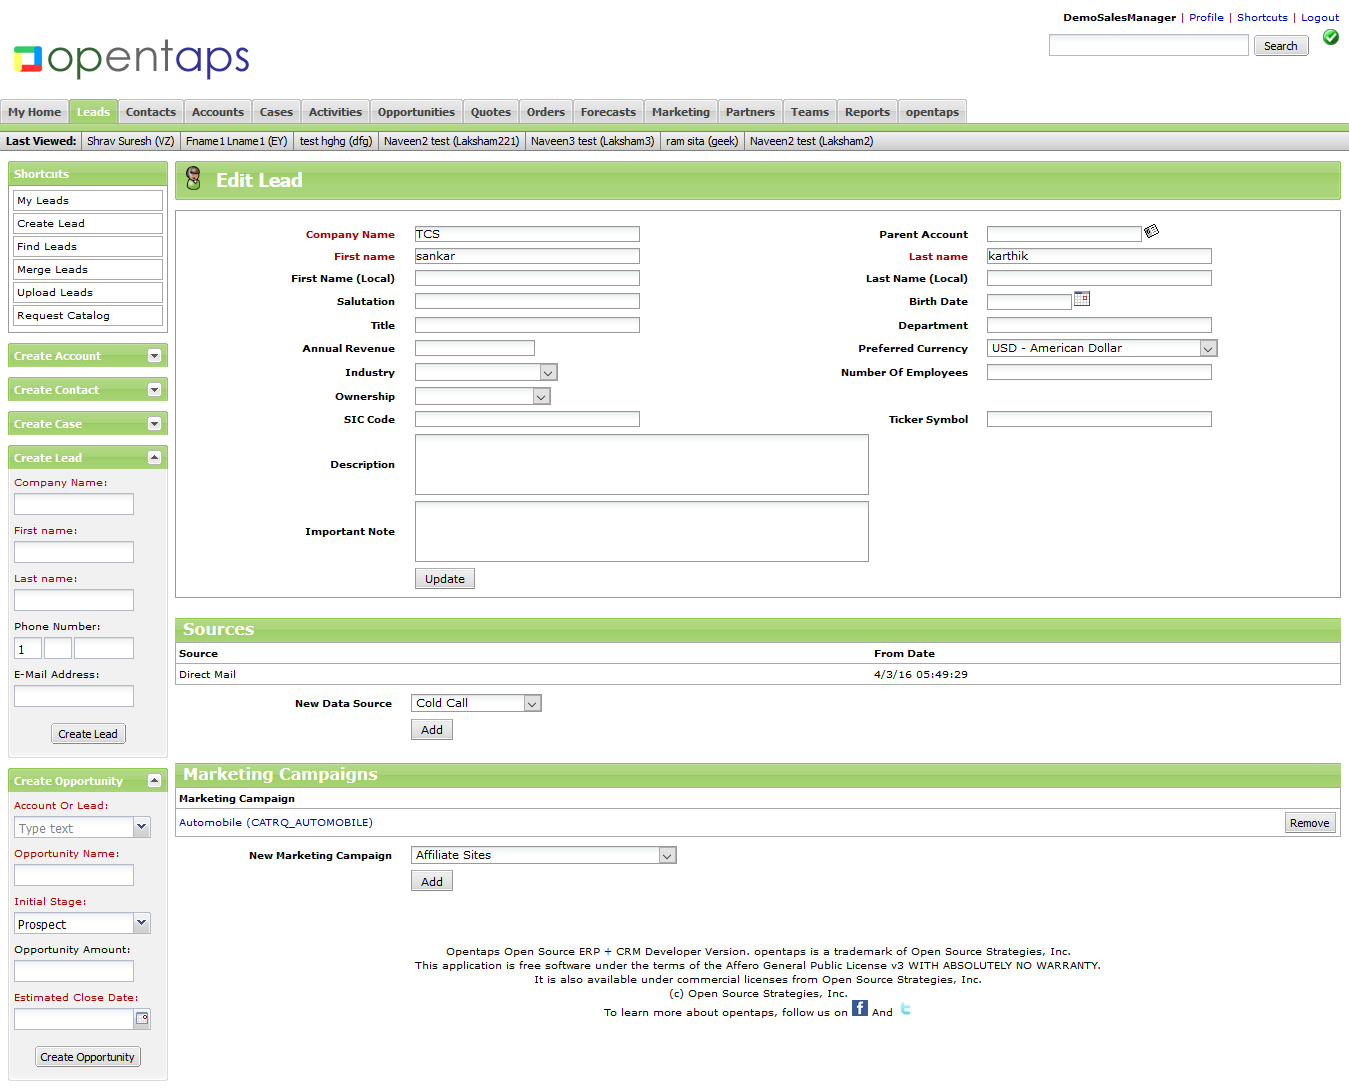 DemoSalesManager | Profile | Shortcuts | Logout
Search
opentaps
My Home Leads Contacts Accounts Cases Activities Opportunities Quotes Orders Forecasts Marketing Partners Teams Reports opentaps
Last Viewed: Shrav Suresh (VZ) Fname1 Lname1 (EY) test hghg (dfg) Naveen2 test (Laksham221) Naveen3 test (Laksham3) ram sita (geek) Naveen2 test (Laksham2)
Shortcuts
My Leads
Create Lead
Find Leads
Merge Leads
Upload Leads
Request Catalog
Create Account
Create Contact
Create Case
Create Lead
Company Name:
First name:
Last name:
Phone Number:
1
E-Mail Address:
Create Lead
Create Opportunity
Account Or Lead:
Type text
Opportunity Name:
Initial Stage:
Prospect
Opportunity Amount:
Estimated Close Date:
Create Opportunity
Edit Lead
Company Name TCS Parent Account
First name sankar Last name karthik
First Name (Local) Last Name (Local)
Salutation Birth Date
Title Department
Annual Revenue Preferred Currency USD - American Dollar
Industry Number Of Employees
Ownership
SIC Code Ticker Symbol
Description
Important Note
Update
Sources
Source From Date
Direct Mail 4/3/16 05:49:29
New Data Source Cold Call
Add
Marketing Campaigns
Marketing Campaign
Automobile (CATRQ_AUTOMOBILE) Remove
New Marketing Campaign Affiliate Sites
Add
Opentaps Open Source ERP + CRM Developer Version. opentaps is a trademark of Open Source Strategies, Inc.
This application is free software under the terms of the Affero General Public License v3 WITH ABSOLUTELY NO WARRANTY.
It is also available under commercial licenses from Open Source Strategies, Inc.
(c) Open Source Strategies, Inc.
To learn more about opentaps, follow us on f And t